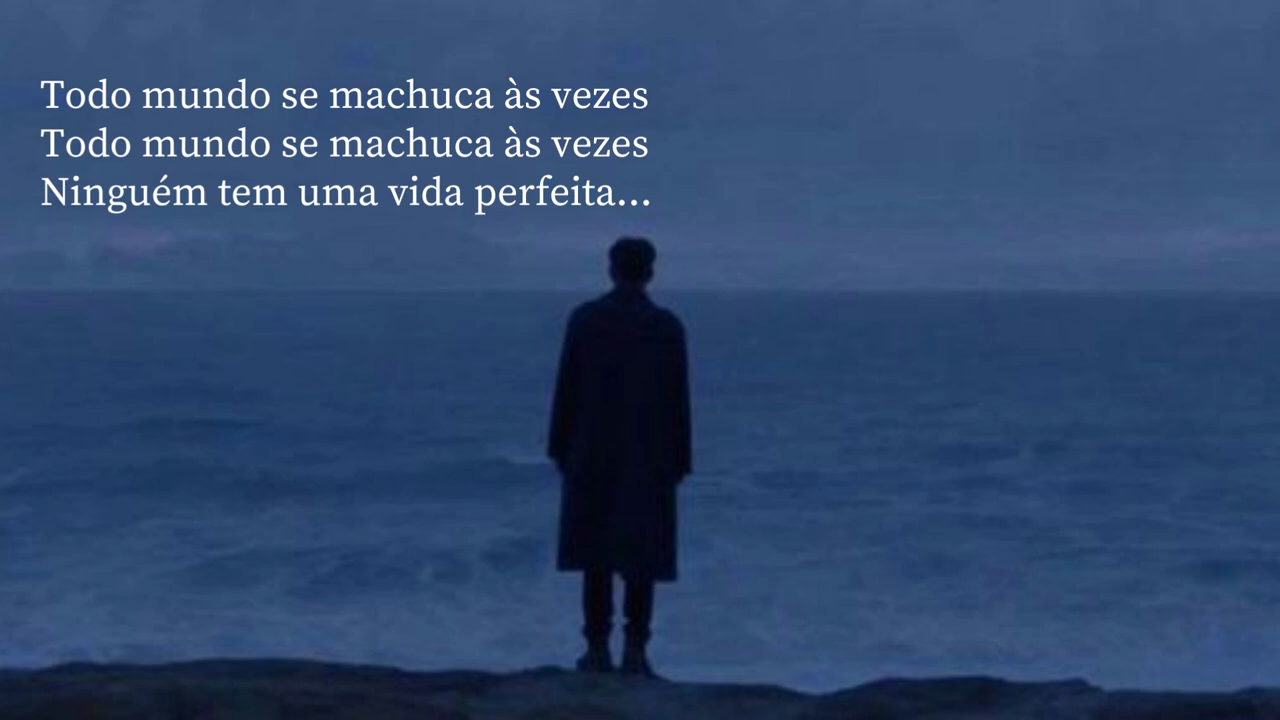 Todo mundo se machuca às vezes
Todo mundo se machuca às vezes
Ninguém tem uma vida perfeita...